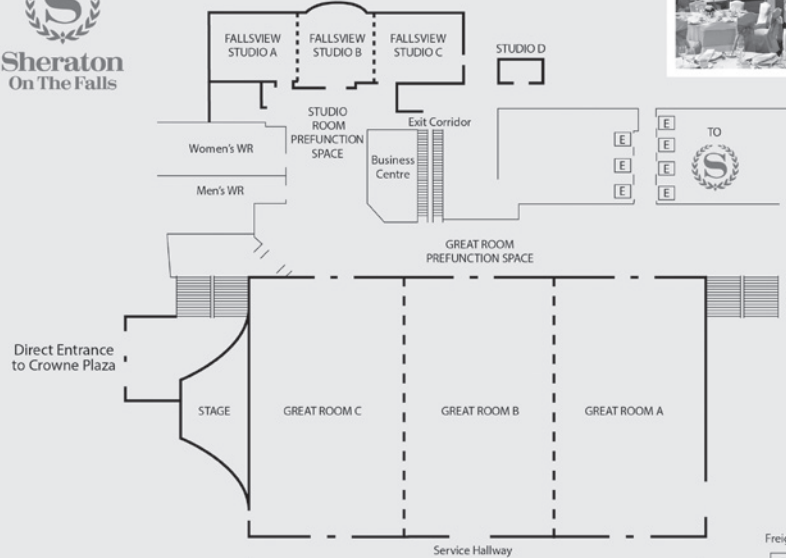 S
Sheraton
On The Falls
FALLSVIEW
STUDIO A
FALLSVIEW
STUDIO B
FALLSVIEW
STUDIO C
STUDIO D
STUDIO
ROOM
PREFUNCTION
SPACE
Exit Corridor
Women's WR
Business
Centre
Men's WR
E
E
E
E
E
E
E
TO
S
GREAT ROOM
PREFUNCTION SPACE
Direct Entrance
to Crowne Plaza
STAGE
GREAT ROOM C
GREAT ROOM B
GREAT ROOM A
Service Hallway